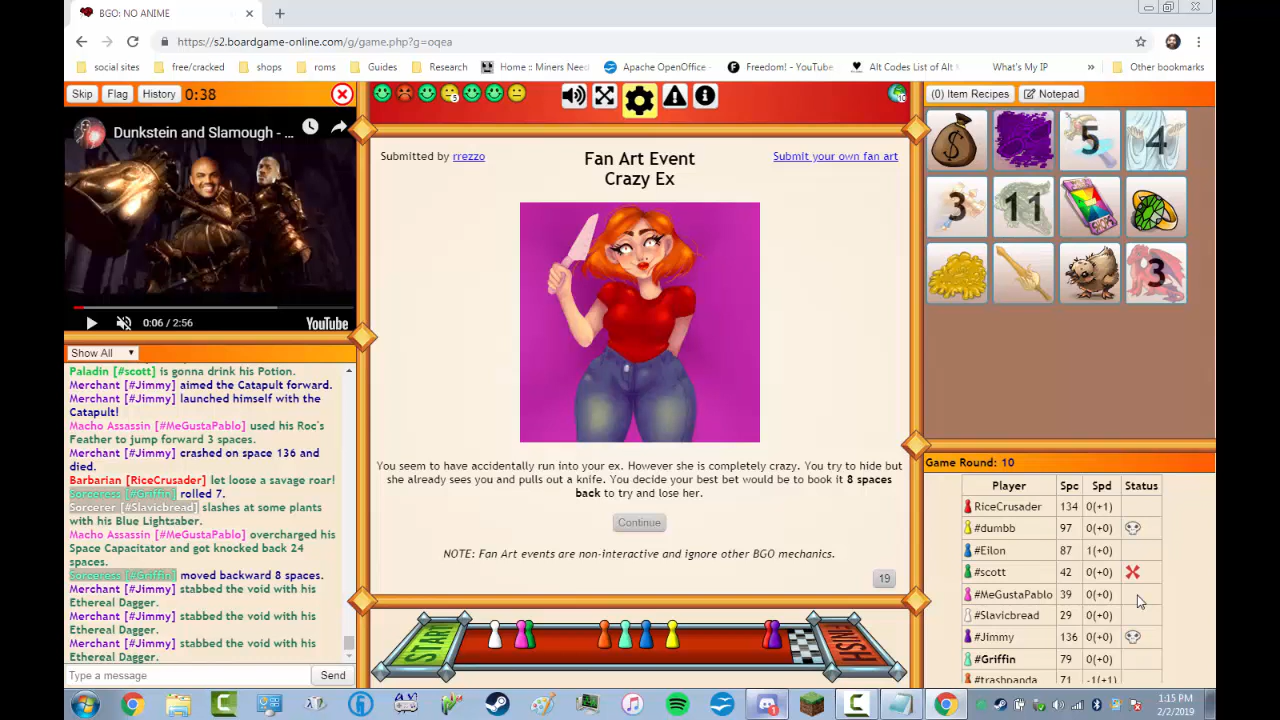 BGO: NO ANIME
https://s2.boardgame-online.com/g/game.php?g=oqea
social sites free/cracked shops roms Guides Research Home :: Miners Nee Apache OpenOffice Freedom! - YouTube Alt Codes List of Alt What's My IP » Other bookmarks
Skip Flag History 0:38
Dunkstein and Slamough - ...
0:06 / 2:56 YouTube
Show All
Paladin [#scott] is gonna drink his Potion.
Merchant [#Jimmy] aimed the Catapult forward.
Merchant [#Jimmy] launched himself with the
Catapult!
Macho Assassin [#MeGustaPablo] used his Roc's
Feather to jump forward 3 spaces.
Merchant [#Jimmy] crashed on space 136 and
died.
Barbarian [RiceCrusader] let loose a savage roar!
Sorceress [#Griffin] rolled 7.
Sorcerer [#Slavicbread] slashes at some plants
with his Blue Lightsaber.
Macho Assassin [#MeGustaPablo] overcharged his
Space Capacitator and got knocked back 24
spaces.
Sorceress [#Griffin] moved backward 8 spaces.
Merchant [#Jimmy] stabbed the void with his
Ethereal Dagger.
Merchant [#Jimmy] stabbed the void with his
Ethereal Dagger.
Merchant [#Jimmy] stabbed the void with his
Ethereal Dagger.
Type a message Send
Submitted by rrezzo
Fan Art Event
Crazy Ex
Submit your own fan art
You seem to have accidentally run into your ex. However she is completely crazy. You try to hide but
she already sees you and pulls out a knife. You decide your best bet would be to book it 8 spaces
back to try and lose her.
Continue
NOTE: Fan Art events are non-interactive and ignore other BGO mechanics.
19
START FINISH
(0) Item Recipes Notepad
$ 5 4
3 11
3
Game Round: 10
Player Spc Spd Status
RiceCrusader 134 0(+1)
#dumbb 97 0(+0)
#Eilon 87 1(+0)
#scott 42 0(+0)
#MeGustaPablo 39 0(+0)
#Slavicbread 29 0(+0)
#Jimmy 136 0(+0)
#Griffin 79 0(+0)
#trashpanda 71 -1(+1)
1:15 PM
2/2/2019